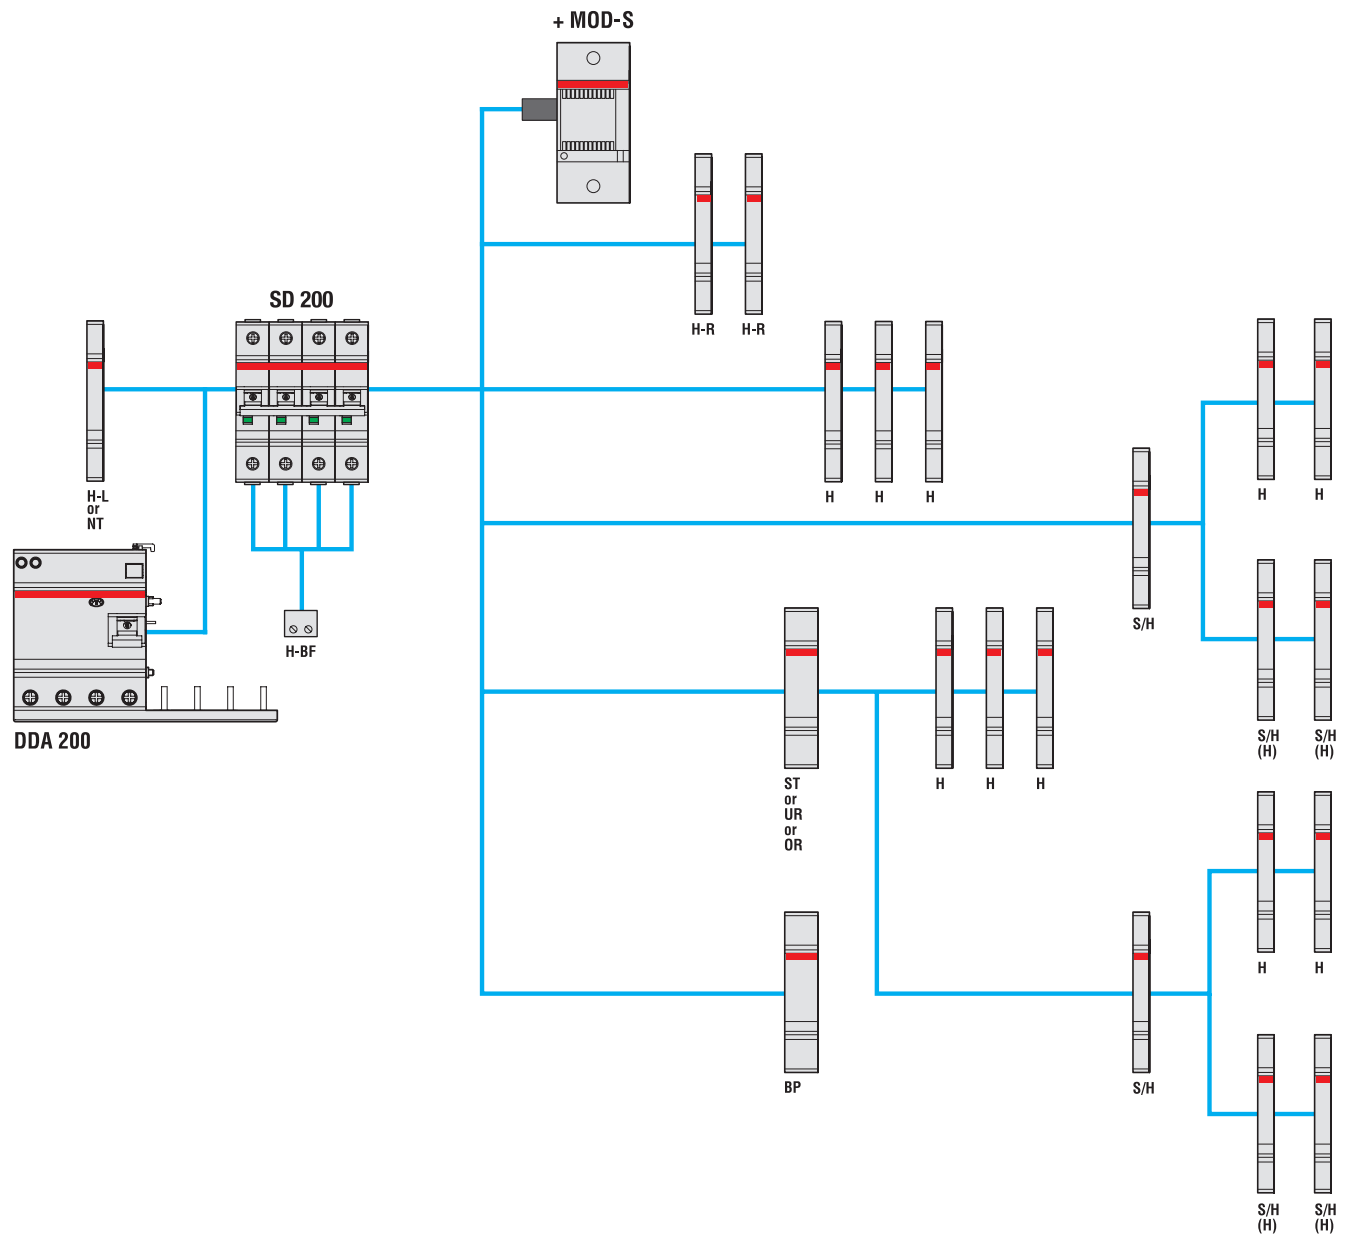 + MOD-S
H-R H-R
SD 200
H-L
or
NT
H H H
H H
H-BF
S/H
DDA 200
S/H S/H
(H) (H)
ST
or
UR
or
OR
H H H
H H
BP
S/H
S/H S/H
(H) (H)